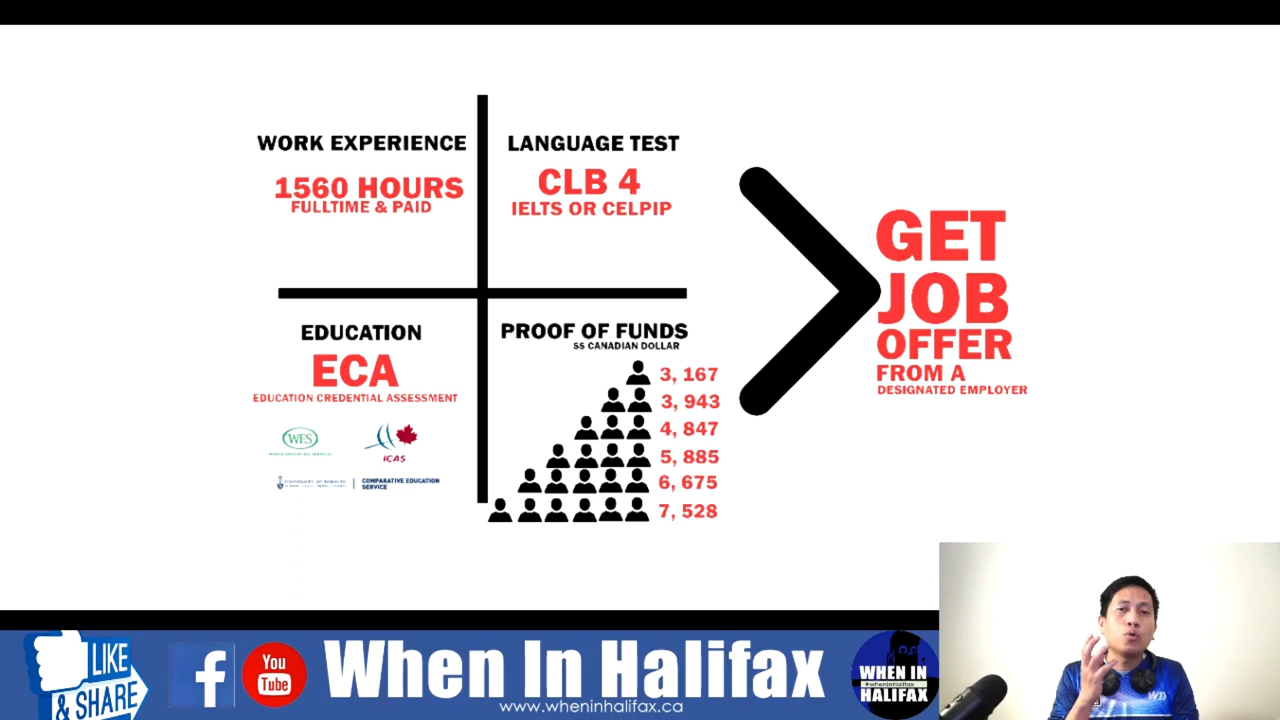 WORK EXPERIENCE
1560 HOURS
FULLTIME & PAID
LANGUAGE TEST
CLB 4
IELTS OR CELPIP
EDUCATION
ECA
EDUCATION CREDENTIAL ASSESSMENT
WES
ICAS
COMPARATIVE EDUCATION
SERVICE
PROOF OF FUNDS
SS CANADIAN DOLLAR
3, 167
3, 943
4, 847
5, 885
6, 675
7, 528
GET
JOB
OFFER
FROM A
DESIGNATED EMPLOYER
LIKE
& SHARE
f
You
Tube
When In Halifax
www.wheninhalifax.ca
WHEN IN
#wheninHalifax
HALIFAX